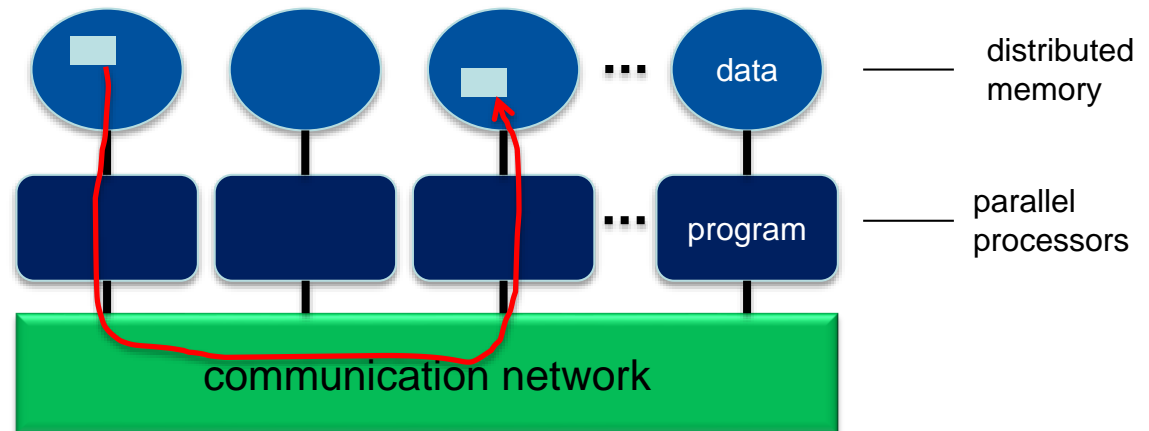 ... data
distributed
memory
... program
parallel
processors
communication network